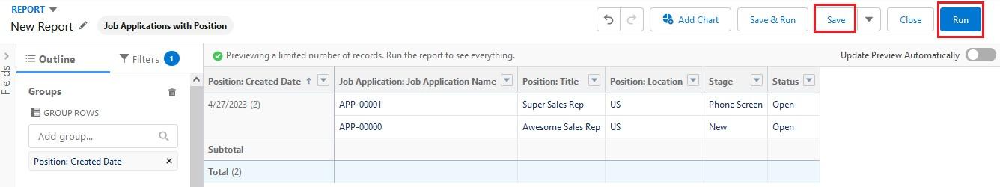 REPORT
New Report Job Applications with Position
Add Chart Save & Run Save Close Run
Fields
Outline Filters 1
Previewing a limited number of records. Run the report to see everything. Update Preview Automatically
Groups
GROUP ROWS
Add group...
Position: Created Date
Position: Created Date Job Application: Job Application Name Position: Title Position: Location Stage Status
4/27/2023 (2) APP-00001 Super Sales Rep US Phone Screen Open
APP-00000 Awesome Sales Rep US New Open
Subtotal
Total (2)